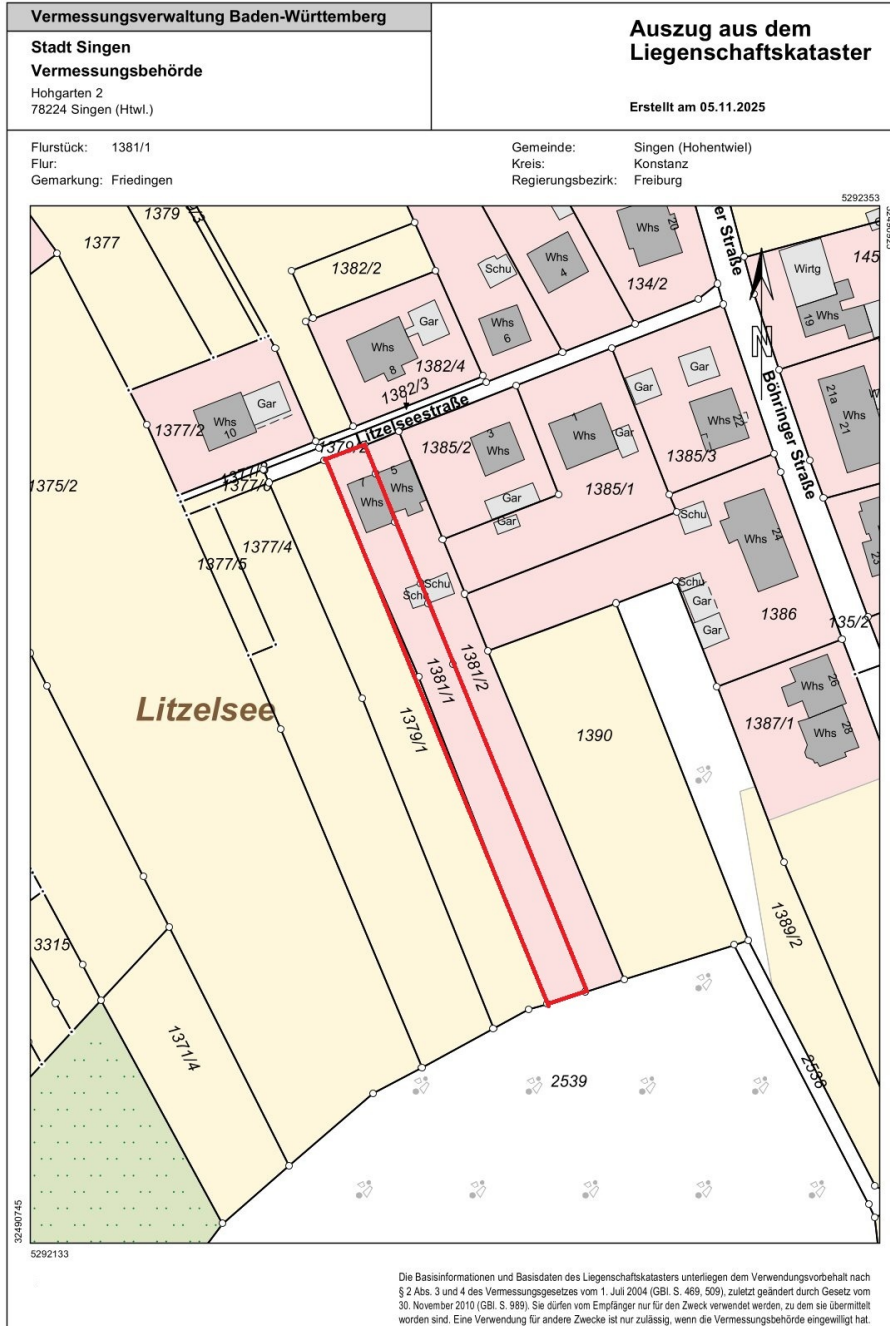 Vermessungsverwaltung Baden-Württemberg
Stadt Singen
Vermessungsbehörde
Hohgarten 2
78224 Singen (Htwl.)
Auszug aus dem
Liegenschaftskataster
Erstellt am 05.11.2025
Flurstück: 1381/1
Flur:
Gemarkung: Friedingen
Gemeinde: Singen (Hohentwiel)
Kreis: Konstanz
Regierungsbezirk: Freiburg
5292353
1379
1377
1382/2
Schu
Whs
4
20
134/2
er Straße
Wirtg
145
Whs
19
N
Gar
Whs
8
Whs
6
1382/4
1382/3
Litzelseestraße
Gar
Whs
10
1377/2
1375/2
1377/6
1377/4
1377/5
1385/2
Whs
3
Gar
Gar
Whs
1
Gar
1385/1
Gar
Gar
Whs
22
1385/3
Böhringer Straße
21a
Whs
21
5
Whs
7
Whs
Schu
Schu
Schu
Whs
24
23
Schu
Gar
Gar
1386
135/2
1381/1
1381/2
1379/1
Litzelsee
1390
Whs
26
Whs
28
1387/1
1389/2
3315
1371/4
2539
2538
32490745
5292133
Die Basisinformationen und Basisdaten des Liegenschaftskatasters unterliegen dem Verwendungsvorbehalt nach
§ 2 Abs. 3 und 4 des Vermessungsgesetzes vom 1. Juli 2004 (GBl. S. 469, 509), zuletzt geändert durch Gesetz vom
30. November 2010 (GBl. S. 989). Sie dürfen vom Empfänger nur für den Zweck verwendet werden, zu dem sie übermittelt
worden sind. Eine Verwendung für andere Zwecke ist nur zulässig, wenn die Vermessungsbehörde eingewilligt hat.